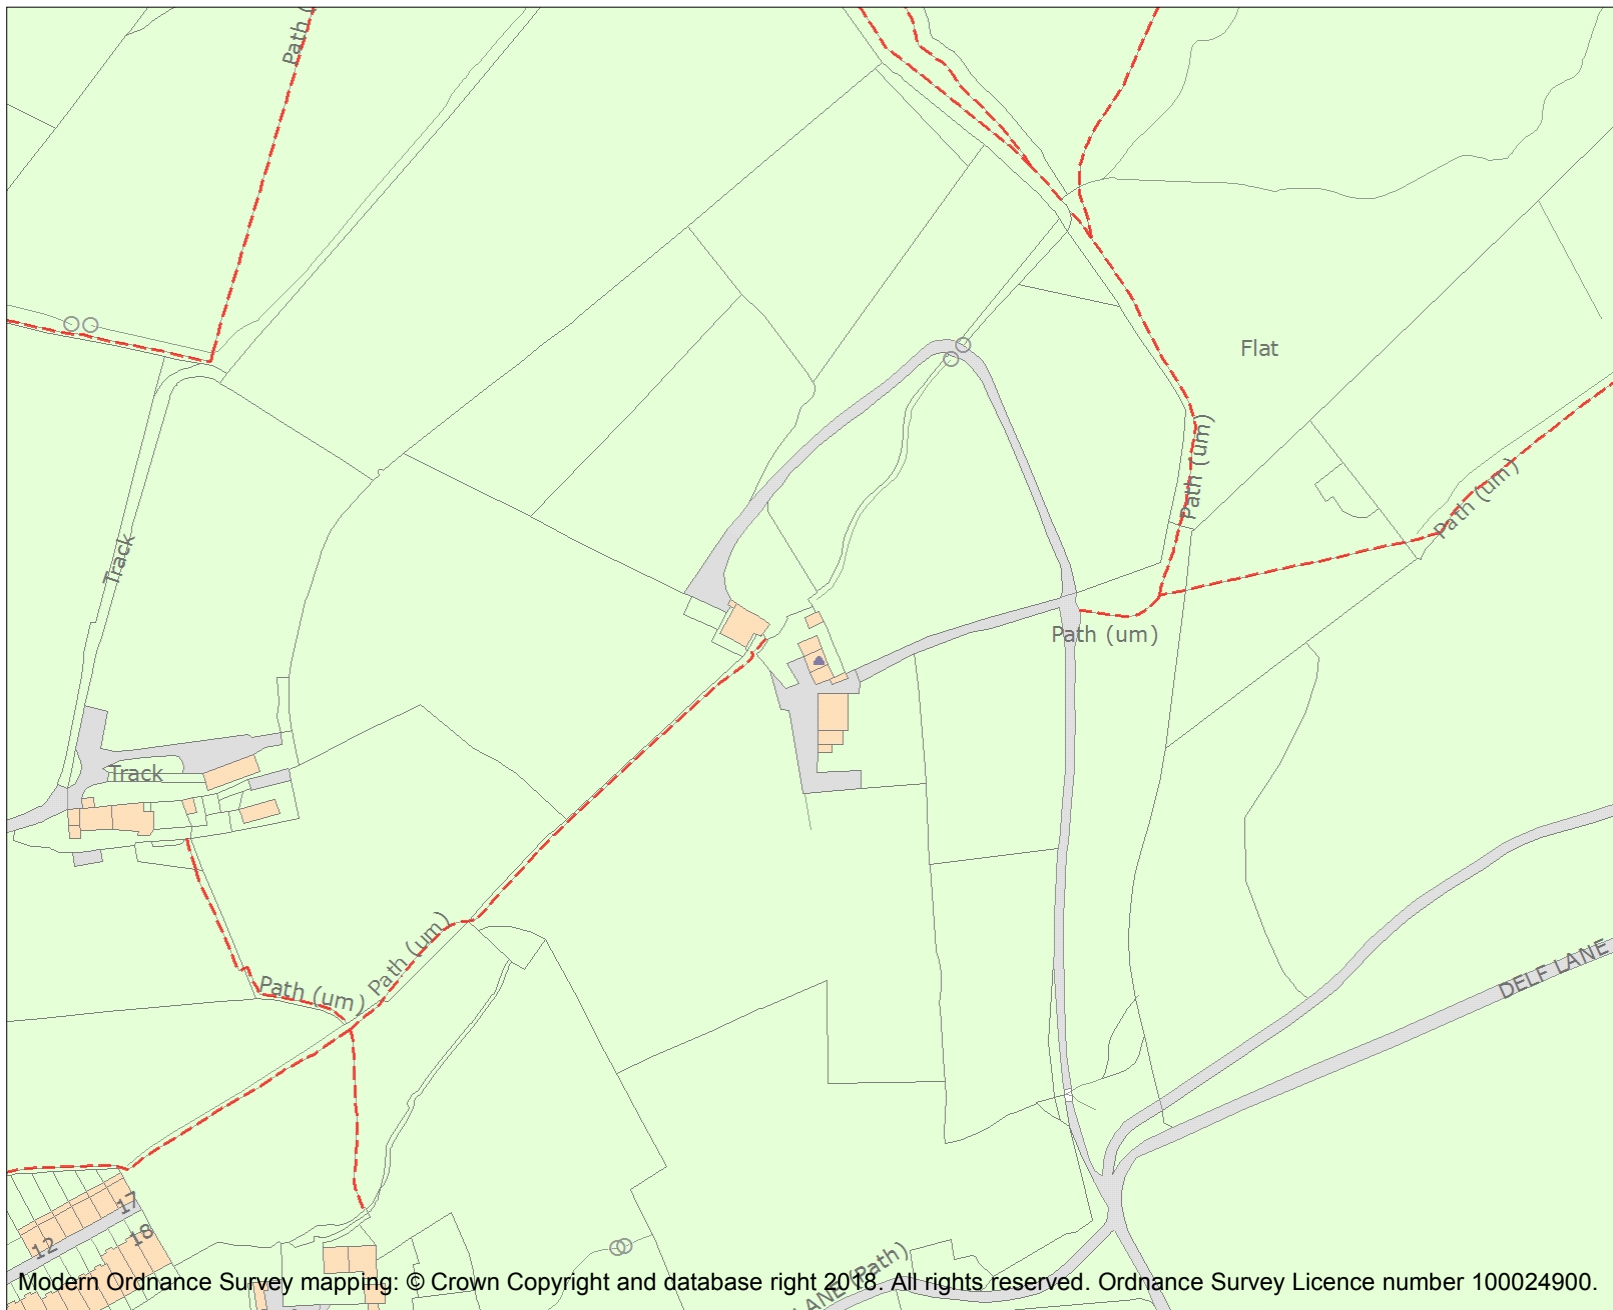 Path (
Flat
Path (um)
Path (um)
Track
Path (um)
Track
Path (um)
Path (um)
DELF LANE
17
18
12
LANE (Path)
Modern Ordnance Survey mapping: © Crown Copyright and database right 2018. All rights reserved. Ordnance Survey Licence number 100024900.